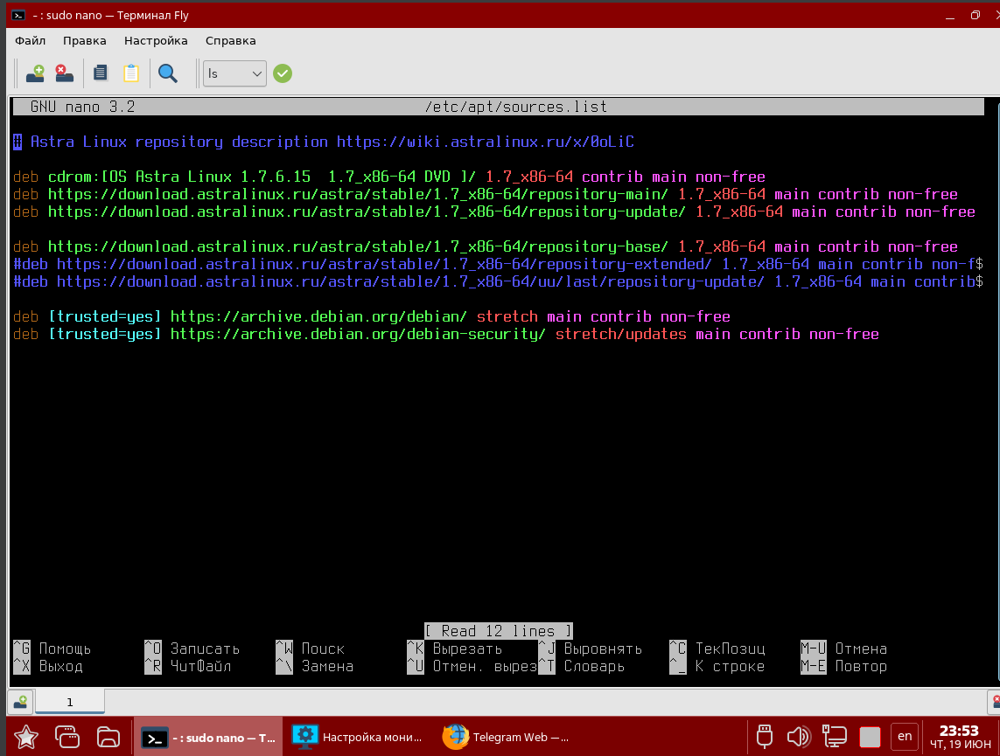 - : sudo nano — Терминал Fly
Файл Правка Настройка Справка
ls
GNU nano 3.2 /etc/apt/sources.list
# Astra Linux repository description https://wiki.astralinux.ru/x/0oLiC
deb cdrom:[OS Astra Linux 1.7.6.15  1.7_x86-64 DVD ]/ 1.7_x86-64 contrib main non-free
deb https://download.astralinux.ru/astra/stable/1.7_x86-64/repository-main/ 1.7_x86-64 main contrib non-free
deb https://download.astralinux.ru/astra/stable/1.7_x86-64/repository-update/ 1.7_x86-64 main contrib non-free
deb https://download.astralinux.ru/astra/stable/1.7_x86-64/repository-base/ 1.7_x86-64 main contrib non-free
#deb https://download.astralinux.ru/astra/stable/1.7_x86-64/repository-extended/ 1.7_x86-64 main contrib non-f$
#deb https://download.astralinux.ru/astra/stable/1.7_x86-64/uu/last/repository-update/ 1.7_x86-64 main contrib$
deb [trusted=yes] https://archive.debian.org/debian/ stretch main contrib non-free
deb [trusted=yes] https://archive.debian.org/debian-security/ stretch/updates main contrib non-free
[ Read 12 lines ]
^G Помощь ^O Записать ^W Поиск ^K Вырезать ^J Выровнять ^C ТекПозиц M-U Отмена
^X Выход ^R ЧитФайл ^\ Замена ^U Отмен. вырез ^T Словарь ^_ К строке M-E Повтор
1
- : sudo nano — Т... Настройка мони... Telegram Web —... en 23:53
ЧТ, 19 ИЮН